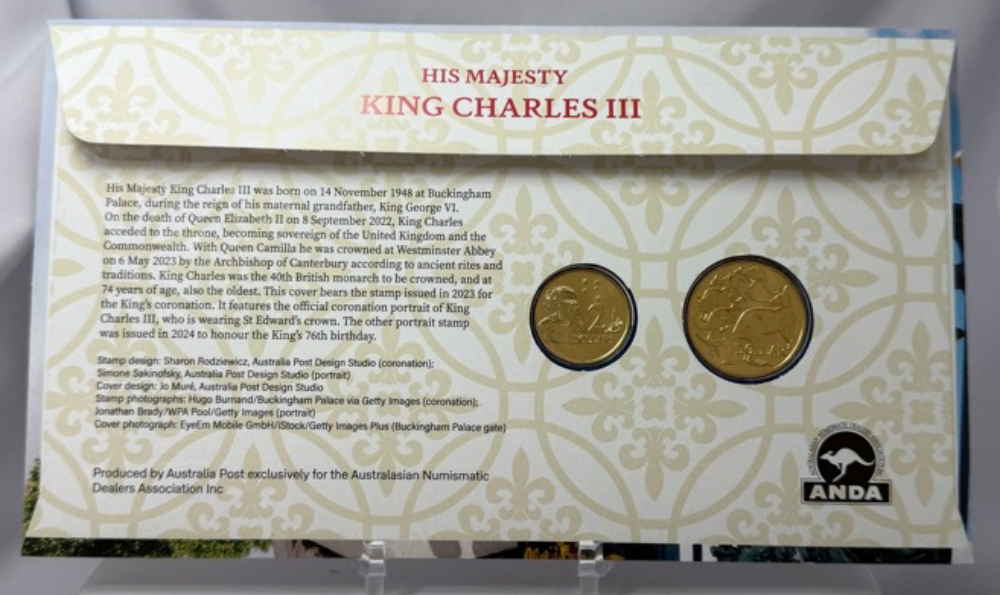 HIS MAJESTY
KING CHARLES III
His Majesty King Charles III was born on 14 November 1948 at Buckingham
Palace, during the reign of his maternal grandfather, King George VI.
On the death of Queen Elizabeth II on 8 September 2022, King Charles
acceded to the throne, becoming sovereign of the United Kingdom and the
Commonwealth. With Queen Camilla he was crowned at Westminster Abbey
on 6 May 2023 by the Archbishop of Canterbury according to ancient rites and
traditions. King Charles was the 40th British monarch to be crowned, and at
74 years of age, also the oldest. This cover bears the stamp issued in 2023 for
the King's coronation. It features the official coronation portrait of King
Charles III, who is wearing St Edward's crown. The other portrait stamp
was issued in 2024 to honour the King's 76th birthday.
Stamp design: Sharon Rodziewicz, Australia Post Design Studio (coronation);
Simone Sakinofsky, Australia Post Design Studio (portrait)
Cover design: Jo Muré, Australia Post Design Studio
Stamp photographs: Hugo Burnand/Buckingham Palace via Getty Images (coronation);
Jonathan Brady/WPA Pool/Getty Images (portrait)
Cover photograph: EyeEm Mobile GmbH/iStock/Getty Images Plus (Buckingham Palace gate)
Produced by Australia Post exclusively for the Australasian Numismatic
Dealers Association Inc
2
DOLLARS
DOLLAR
ANDA